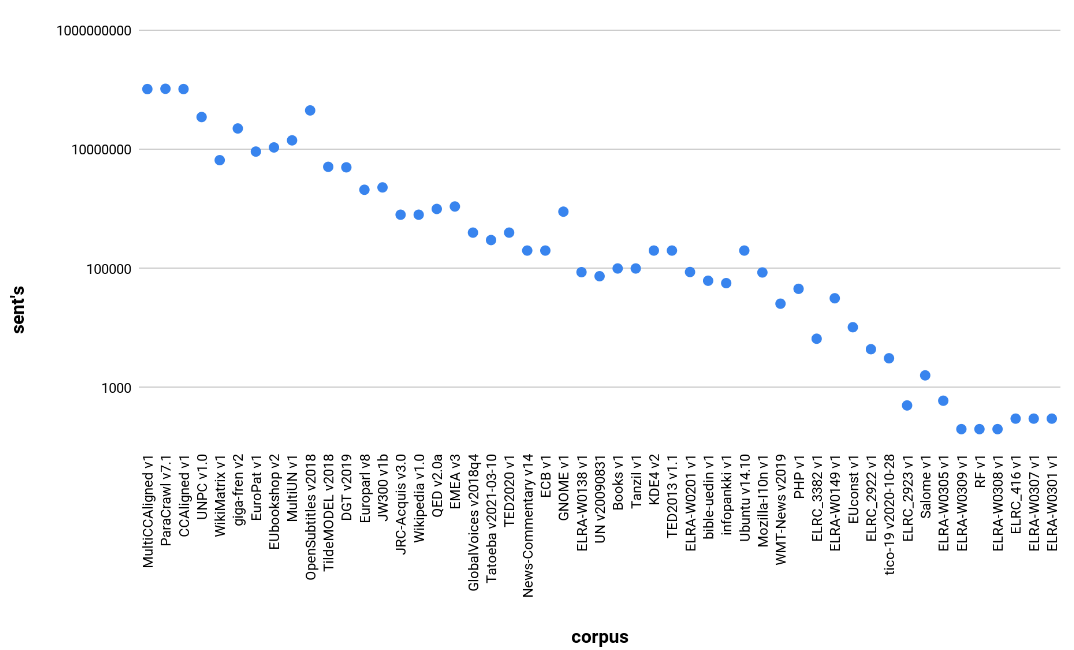 1000000000
10000000
100000
1000
sent's
MultiCCAligned v1
ParaCrawl v7.1
CCAligned v1
UNPC v1.0
WikiMatrix v1
giga-fren v2
EuroPat v1
EUbookshop v2
MultiUN v1
OpenSubtitles v2018
TildeMODEL v2018
DGT v2019
Europarl v8
JW300 v1b
JRC-Acquis v3.0
Wikipedia v1.0
QED v2.0a
EMEA v3
GlobalVoices v2018q4
Tatoeba v2021-03-10
TED2020 v1
News-Commentary v14
ECB v1
GNOME v1
ELRA-W0138 v1
UN v20090831
Books v1
Tanzil v1
KDE4 v2
TED2013 v1.1
ELRA-W0201 v1
bible-uedin v1
infopankki v1
Ubuntu v14.10
Mozilla-I10n v1
WMT-News v2019
PHP v1
ELRC_3382 v1
ELRA-W0149 v1
EUconst v1
ELRC_2922 v1
tico-19 v2020-10-28
ELRC_2923 v1
Salome v1
ELRA-W0305 v1
ELRA-W0309 v1
RF v1
ELRA-W0308 v1
ELRC_416 v1
ELRA-W0307 v1
ELRA-W0301 v1
corpus